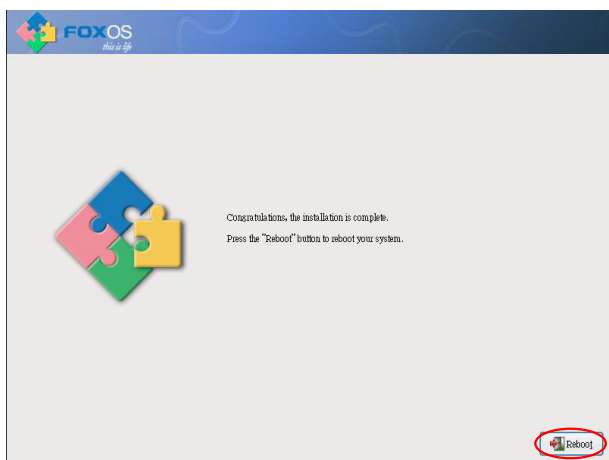 FOXOS
this is life
Congratulations, the installation is complete.
Press the "Reboot" button to reboot your system.
Reboot